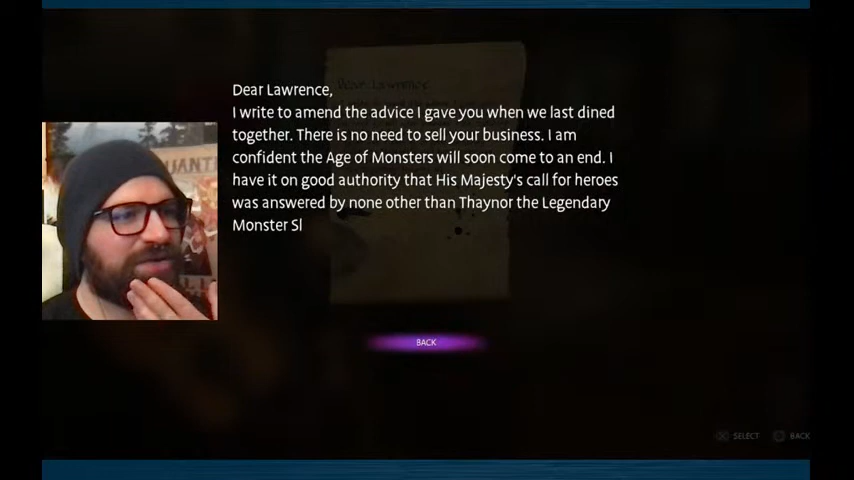 Dear Lawrence,
I write to amend the advice I gave you when we last dined
together. There is no need to sell your business. I am
confident the Age of Monsters will soon come to an end. I
have it on good authority that His Majesty's call for heroes
was answered by none other than Thaynor the Legendary
Monster Sl
Dear Lawrence
UANTI
BACK
SELECT
BACK